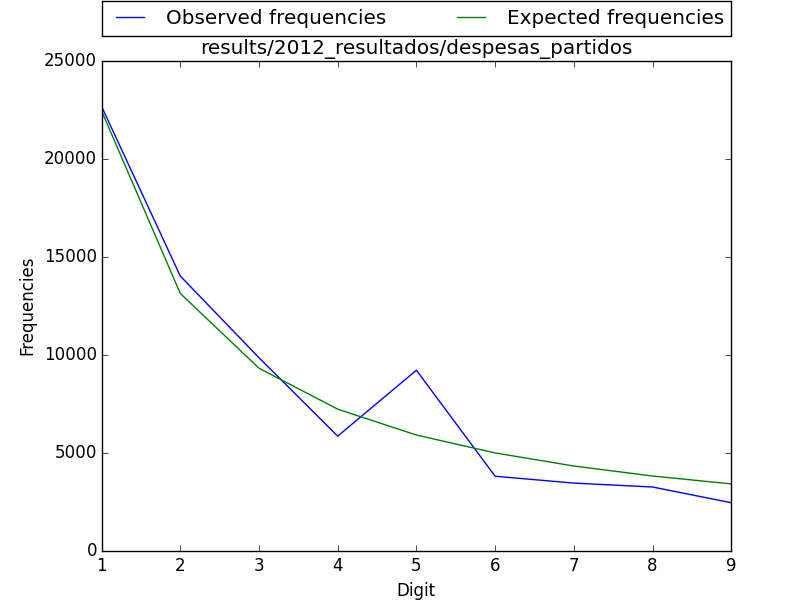 Observed frequencies Expected frequencies
results/2012_resultados/despesas_partidos
25000
20000
15000
10000
5000
0
Frequencies
1 2 3 4 5 6 7 8 9
Digit